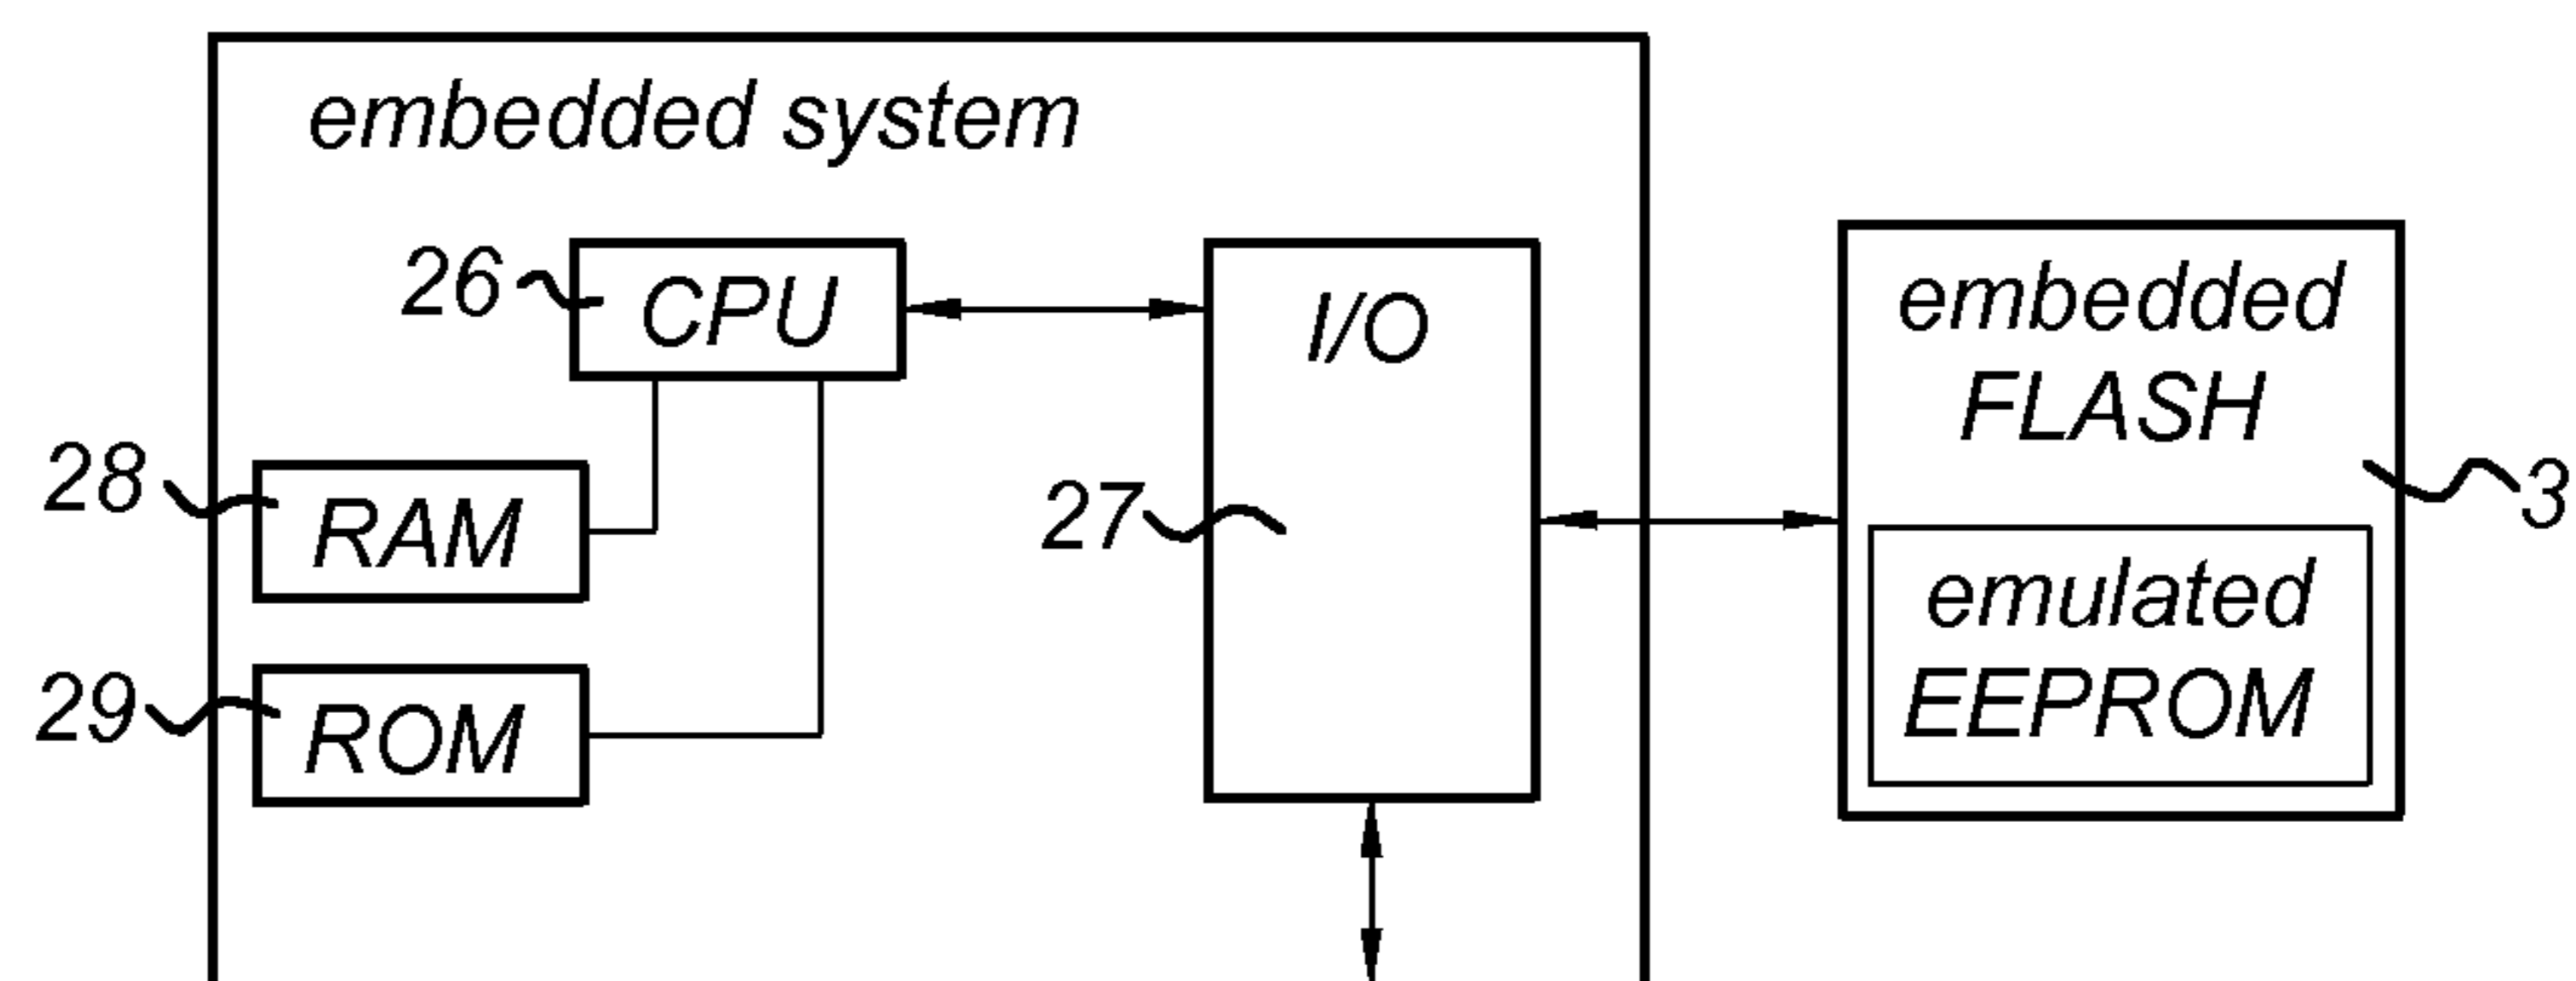 embedded system
26
CPU
I/O
embedded
FLASH
28
RAM
27
3
29
ROM
emulated
EEPROM